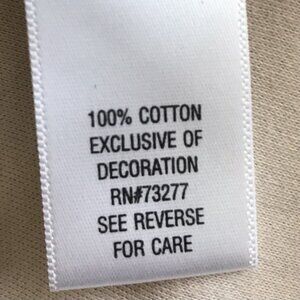 100% COTTON
EXCLUSIVE OF
DECORATION
RN#73277
SEE REVERSE
FOR CARE